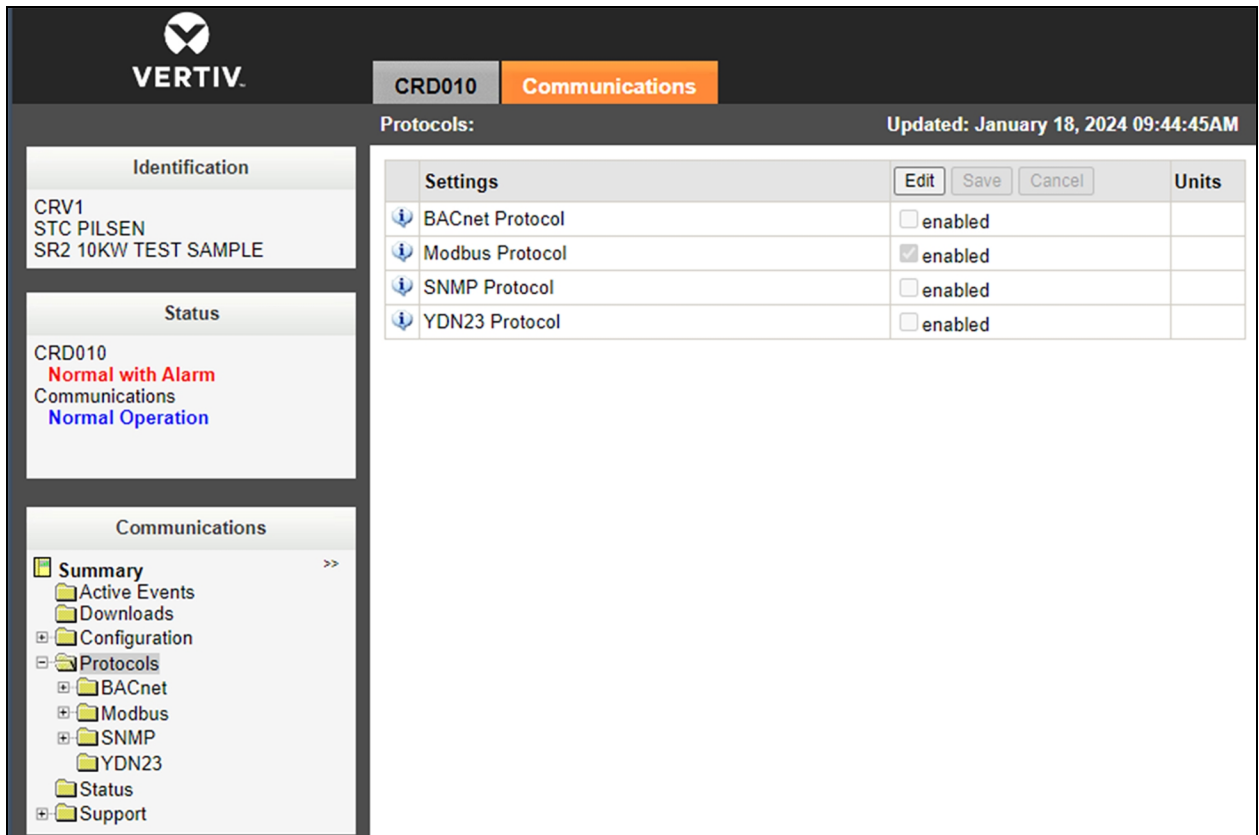 VERTIV.
CRD010
Communications
Protocols:
Updated: January 18, 2024 09:44:45AM
Identification
CRV1
STC PILSEN
SR2 10KW TEST SAMPLE
Status
CRD010
Normal with Alarm
Communications
Normal Operation
Communications
Summary >>
Active Events
Downloads
Configuration
Protocols
BACnet
Modbus
SNMP
YDN23
Status
Support
Settings Edit Save Cancel Units
BACnet Protocol enabled
Modbus Protocol enabled
SNMP Protocol enabled
YDN23 Protocol enabled